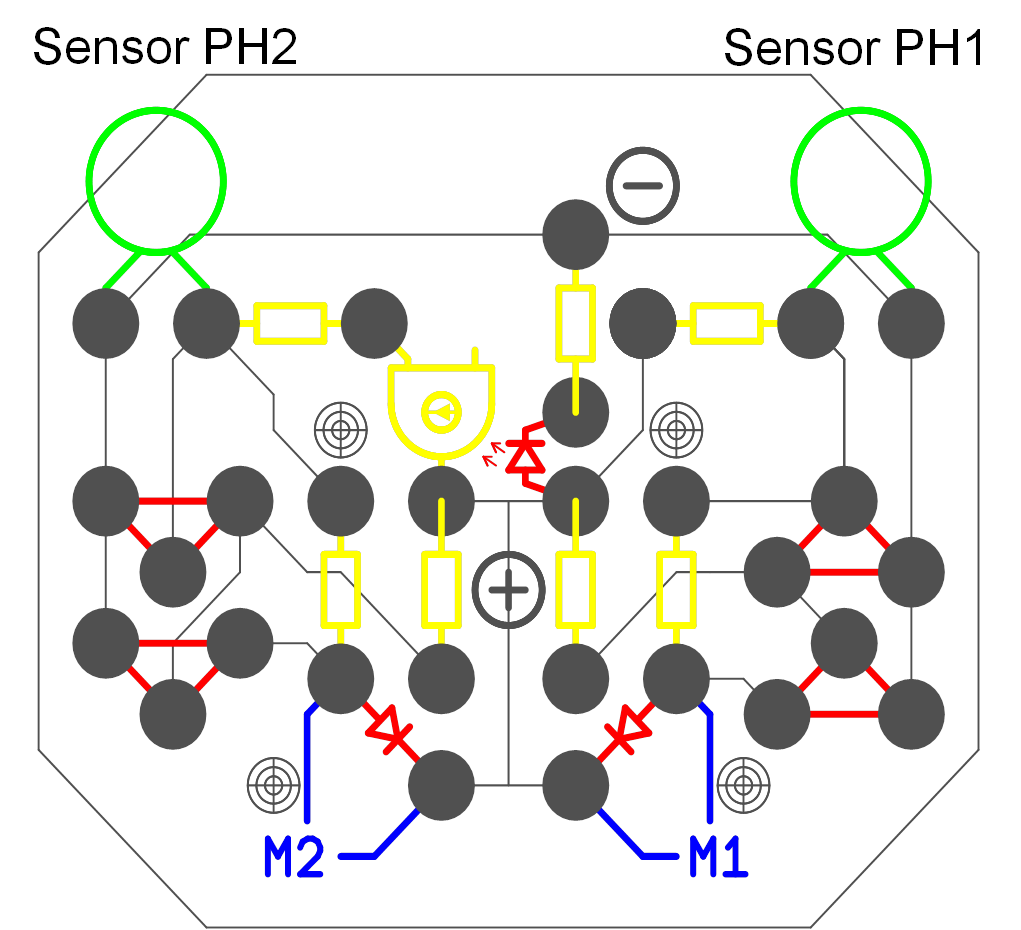 Sensor PH2
Sensor PH1
−
+
M2
M1